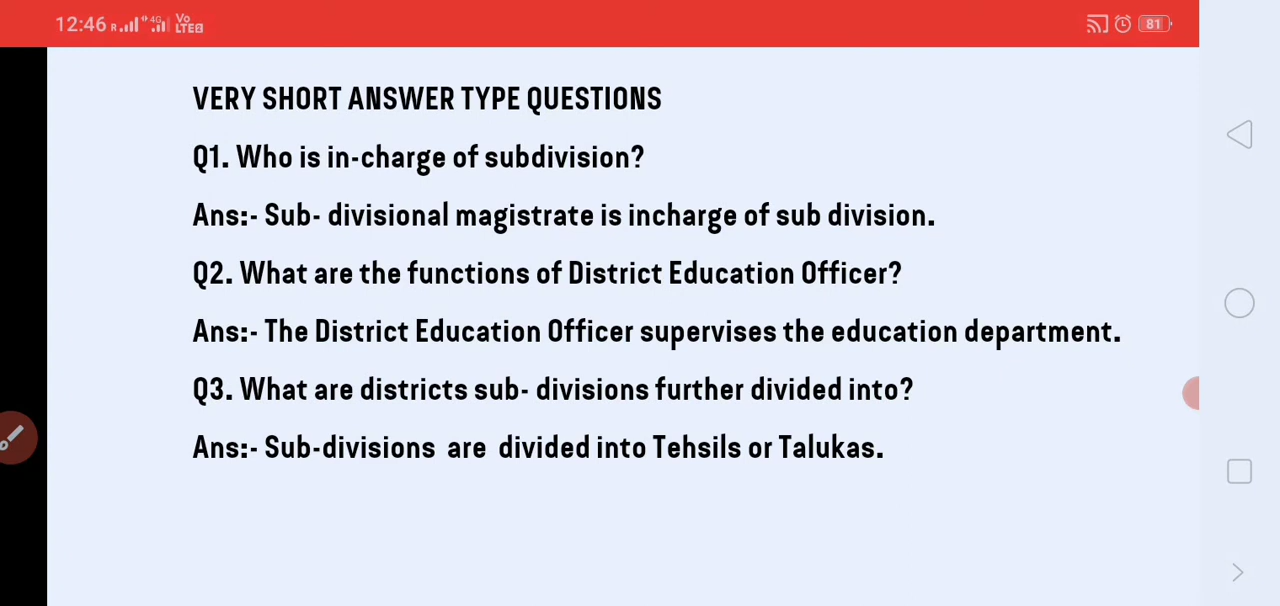 12:46 R 4G Vo LTE2 81
VERY SHORT ANSWER TYPE QUESTIONS
Q1. Who is in-charge of subdivision?
Ans:- Sub- divisional magistrate is incharge of sub division.
Q2. What are the functions of District Education Officer?
Ans:- The District Education Officer supervises the education department.
Q3. What are districts sub- divisions further divided into?
Ans:- Sub-divisions  are  divided into Tehsils or Talukas.